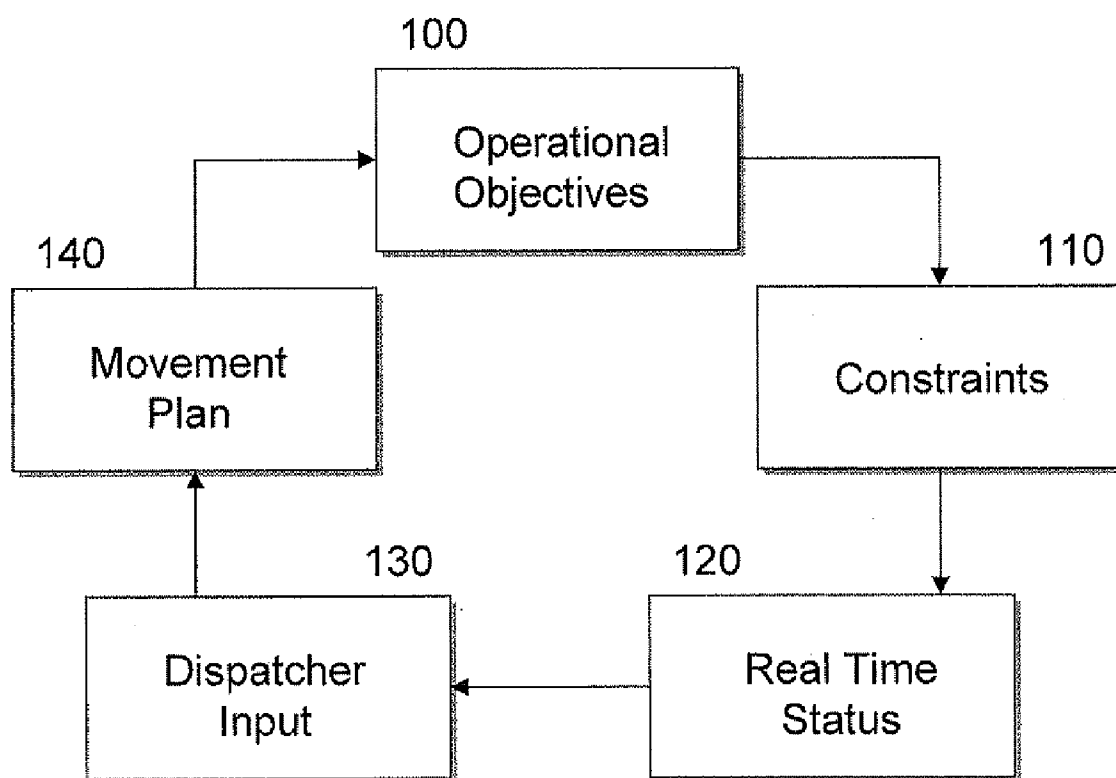 100
Operational
Objectives
110
Constraints
120
Real Time
Status
130
Dispatcher
Input
140
Movement
Plan